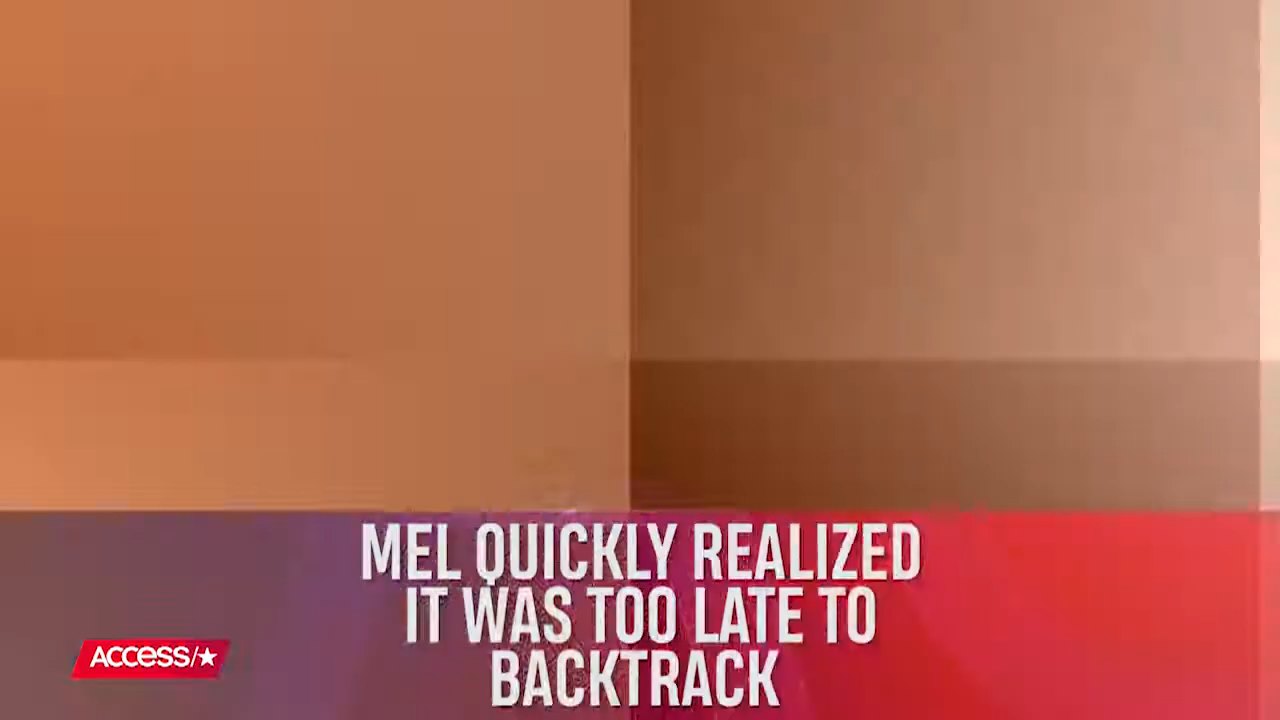 MEL QUICKLY REALIZED
IT WAS TOO LATE TO
BACKTRACK
ACCESS/★